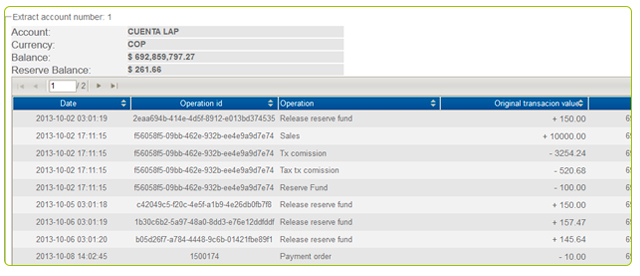 Extract account number: 1
Account: CUENTA LAP
Currency: COP
Balance: $ 692,859,797.27
Reserve Balance: $ 261.66
1 / 2
Date Operation id Operation Original transacion value
2013-10-02 03:01:19 2eaa694b-414e-4d5f-8912-e013bd374535 Release reserve fund + 150.00
2013-10-02 17:11:15 f56058f5-09bb-462e-932b-ee4e9a9d7e74 Sales + 10000.00
2013-10-02 17:11:15 f56058f5-09bb-462e-932b-ee4e9a9d7e74 Tx comission - 3254.24
2013-10-02 17:11:15 f56058f5-09bb-462e-932b-ee4e9a9d7e74 Tax tx comission - 520.68
2013-10-02 17:11:15 f56058f5-09bb-462e-932b-ee4e9a9d7e74 Reserve Fund - 100.00
2013-10-05 03:01:18 c42049c5-f20c-4e5f-a1b9-4e26db0fb7f8 Release reserve fund + 150.00
2013-10-06 03:01:19 1b30c6b2-5a97-48a0-8dd3-e76e12ddfddf Release reserve fund + 157.47
2013-10-06 03:01:20 b05d26f7-a784-4448-9c6b-01421fbe89f1 Release reserve fund + 145.64
2013-10-08 14:02:45 1500174 Payment order - 10.00